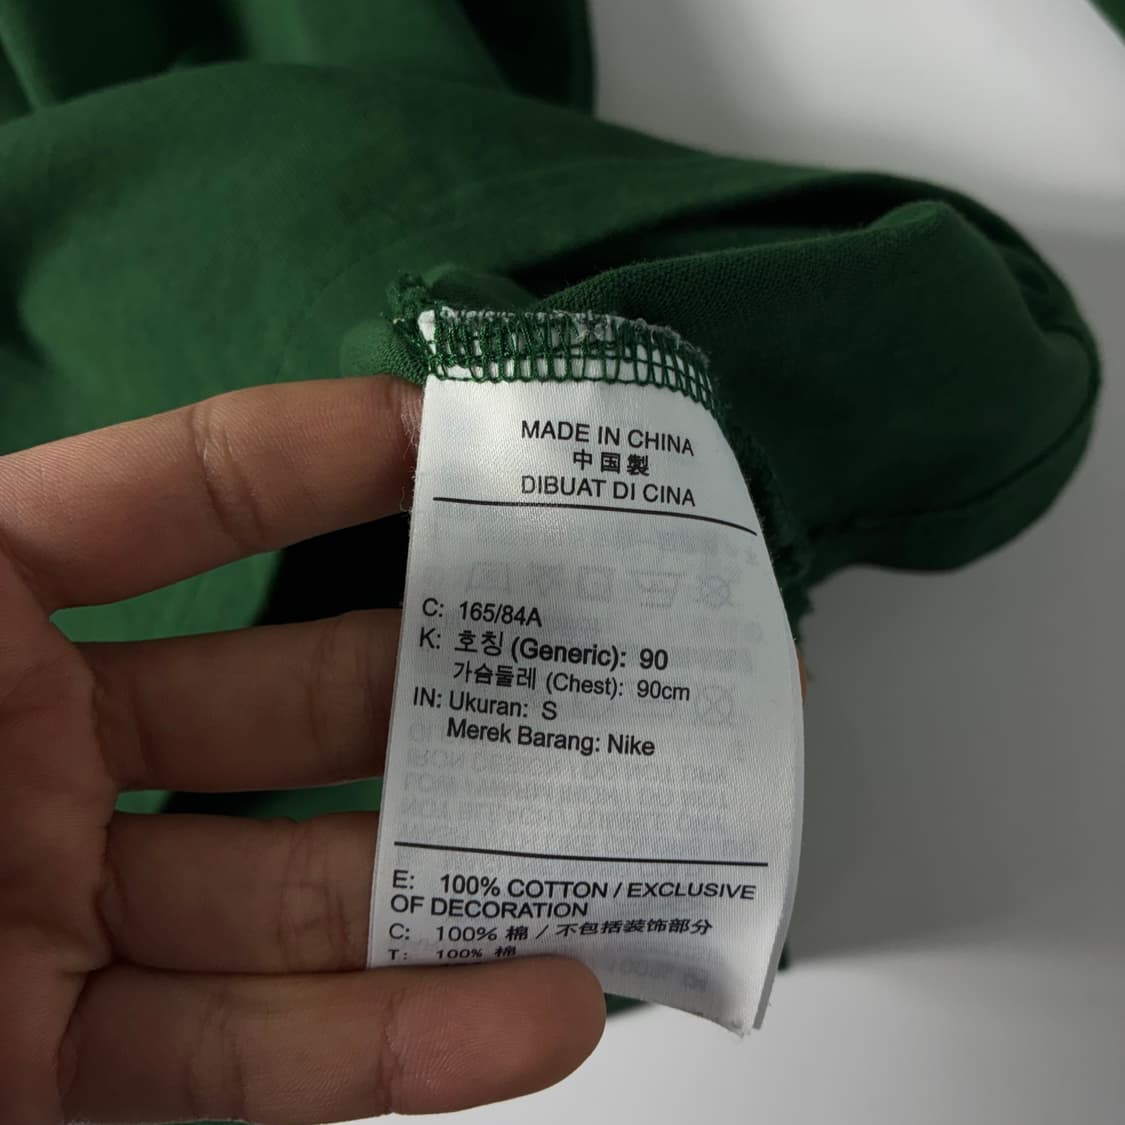 MADE IN CHINA
中国製
DIBUAT DI CINA
C: 165/84A
K: 호칭 (Generic): 90
가슴둘레 (Chest): 90cm
IN: Ukuran: S
Merek Barang: Nike
E: 100% COTTON / EXCLUSIVE
OF DECORATION
C: 100% 棉 / 不包括装饰部分
T: 100% 棉